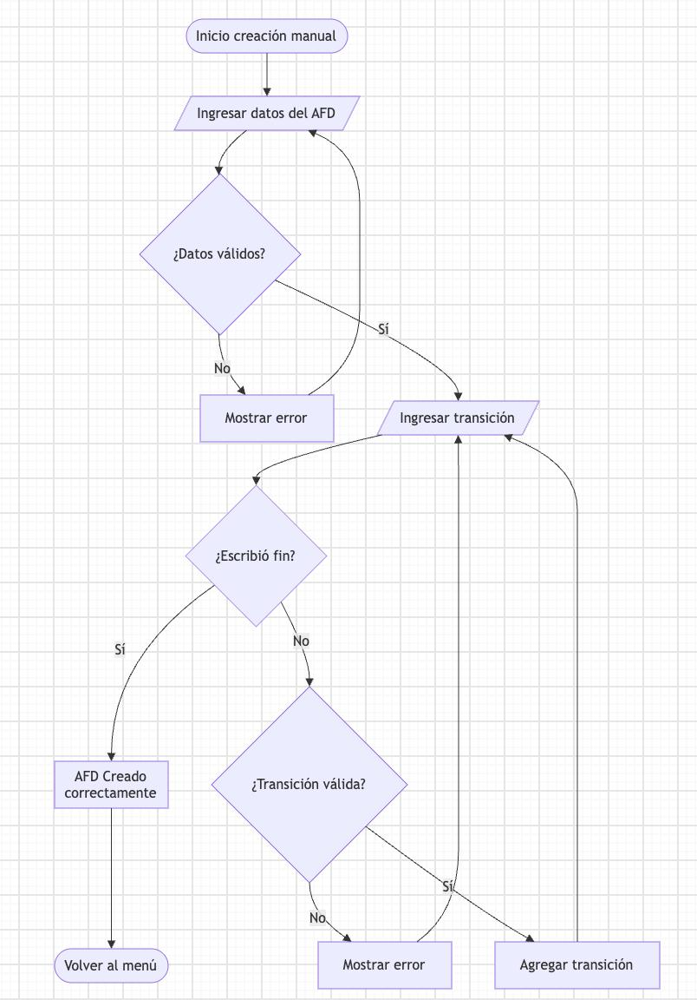 Inicio creación manual
Ingresar datos del AFD
¿Datos válidos?
Sí
No
Mostrar error
Ingresar transición
¿Escribió fin?
Sí
No
AFD Creado
correctamente
¿Transición válida?
Sí
No
Volver al menú
Mostrar error
Agregar transición